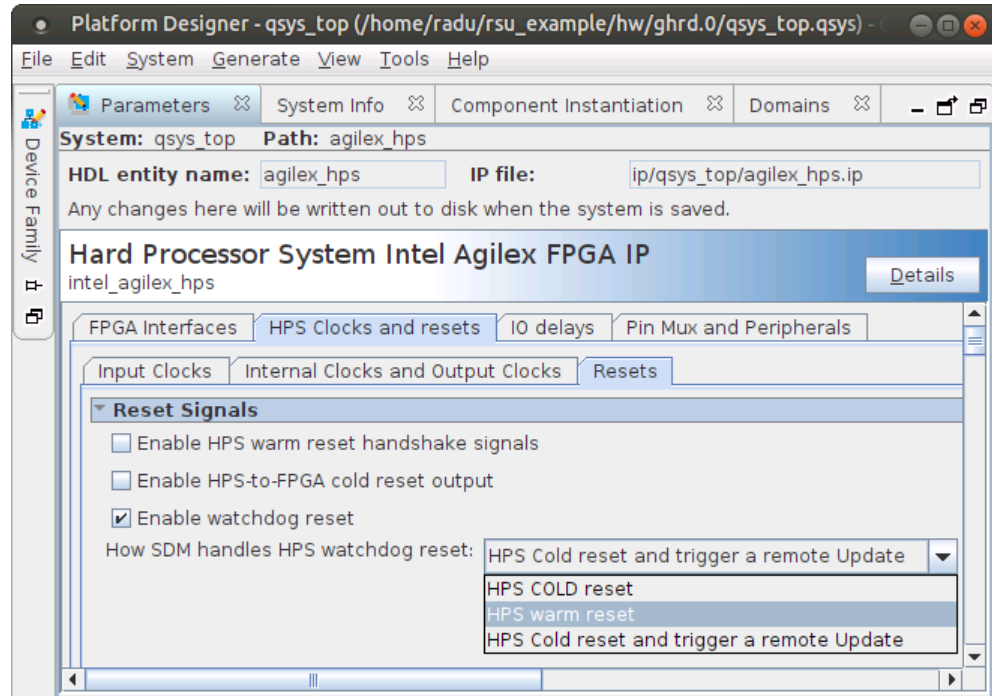 Platform Designer - qsys_top (/home/radu/rsu_example/hw/ghrd.0/qsys_top.qsys) -
File Edit System Generate View Tools Help
Device Family
Parameters System Info Component Instantiation Domains
System: qsys_top Path: agilex_hps
HDL entity name: agilex_hps IP file: ip/qsys_top/agilex_hps.ip
Any changes here will be written out to disk when the system is saved.
Hard Processor System Intel Agilex FPGA IP
intel_agilex_hps
Details
FPGA Interfaces HPS Clocks and resets IO delays Pin Mux and Peripherals
Input Clocks Internal Clocks and Output Clocks Resets
Reset Signals
Enable HPS warm reset handshake signals
Enable HPS-to-FPGA cold reset output
Enable watchdog reset
How SDM handles HPS watchdog reset: HPS Cold reset and trigger a remote Update
HPS COLD reset
HPS warm reset
HPS Cold reset and trigger a remote Update